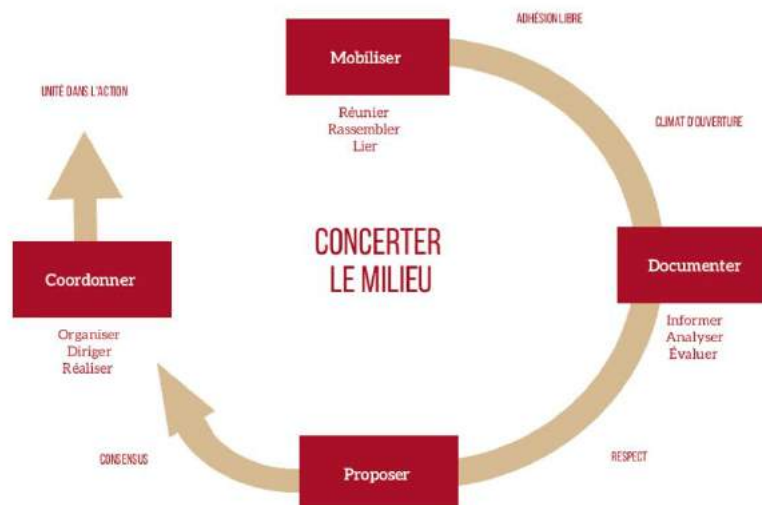 ADHÉSION LIBRE
Mobiliser
Réunier
Rassembler
Lier
CLIMAT D'OUVERTURE
UNITÉ DANS L'ACTION
CONCERTER
LE MILIEU
Documenter
Informer
Analyser
Évaluer
Coordonner
Organiser
Diriger
Réaliser
RESPECT
CONSENSUS
Proposer